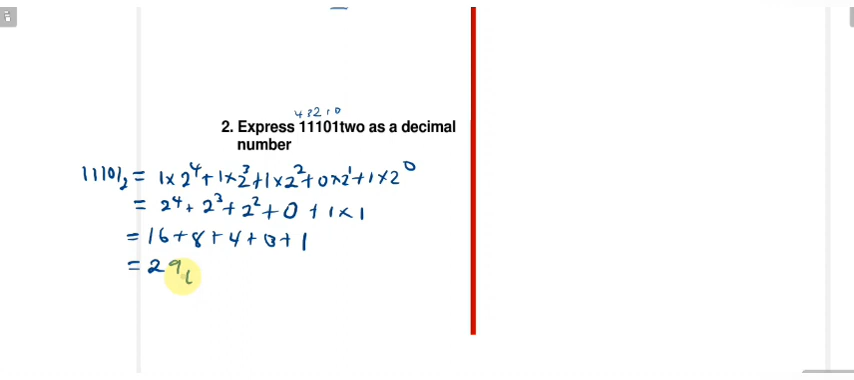 4 3 2 1 0
2. Express 11101two as a decimal
number
11101₂ = 1×2⁴+1×2³+1×2²+0×2¹+1×2⁰
= 2⁴+2³+2²+0+1×1
=16+8+4+0+1
=29